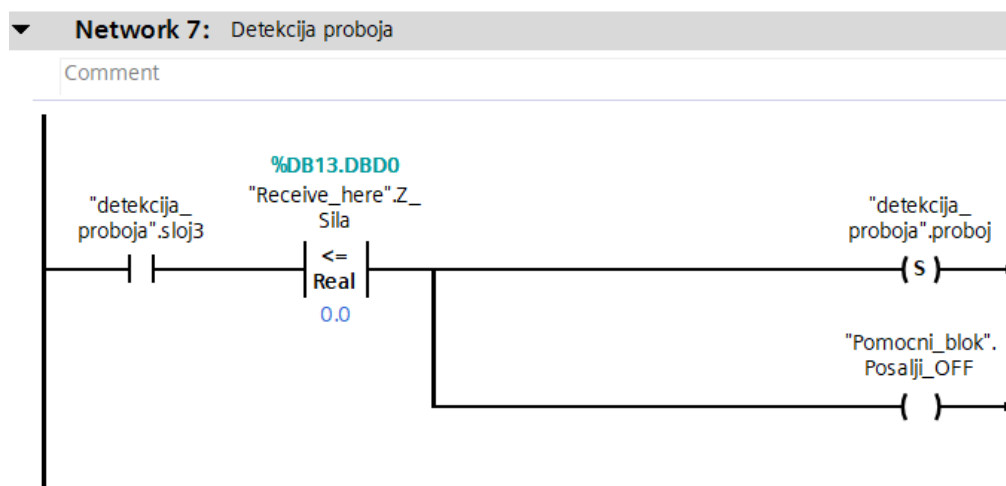 Network 7: Detekcija proboja
Comment
%DB13.DBD0
"Receive_here".Z_
Sila
"detekcija_
proboja".sloj3
<=
Real
0.0
"detekcija_
proboja".proboj
S
"Pomocni_blok".
Posalji_OFF